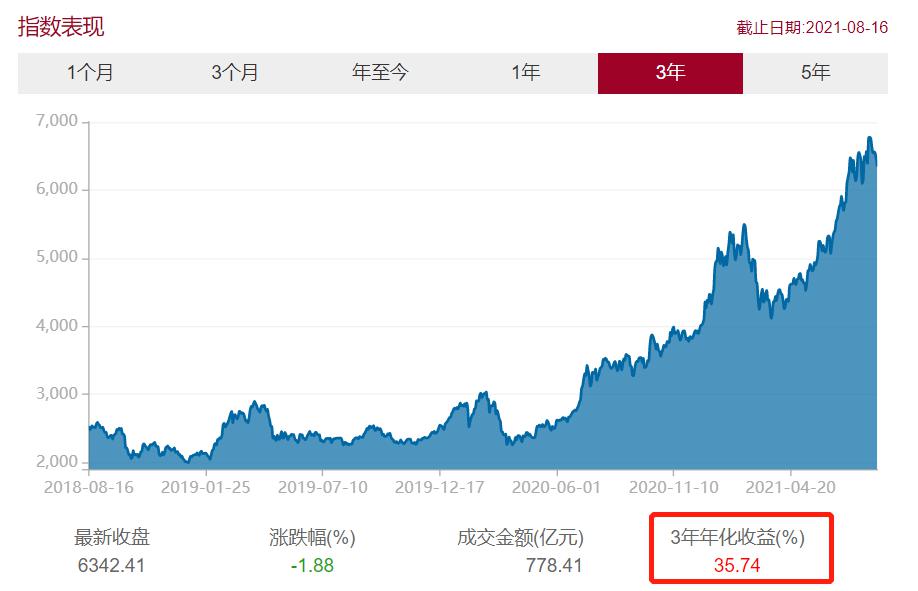 指数表现
截止日期:2021-08-16
1个月 3个月 年至今 1年 3年 5年
7,000
6,000
5,000
4,000
3,000
2,000
2018-08-16 2019-01-25 2019-07-10 2019-12-17 2020-06-01 2020-11-10 2021-04-20
最新收盘 涨跌幅(%) 成交金额(亿元) 3年年化收益(%)
6342.41 -1.88 778.41 35.74